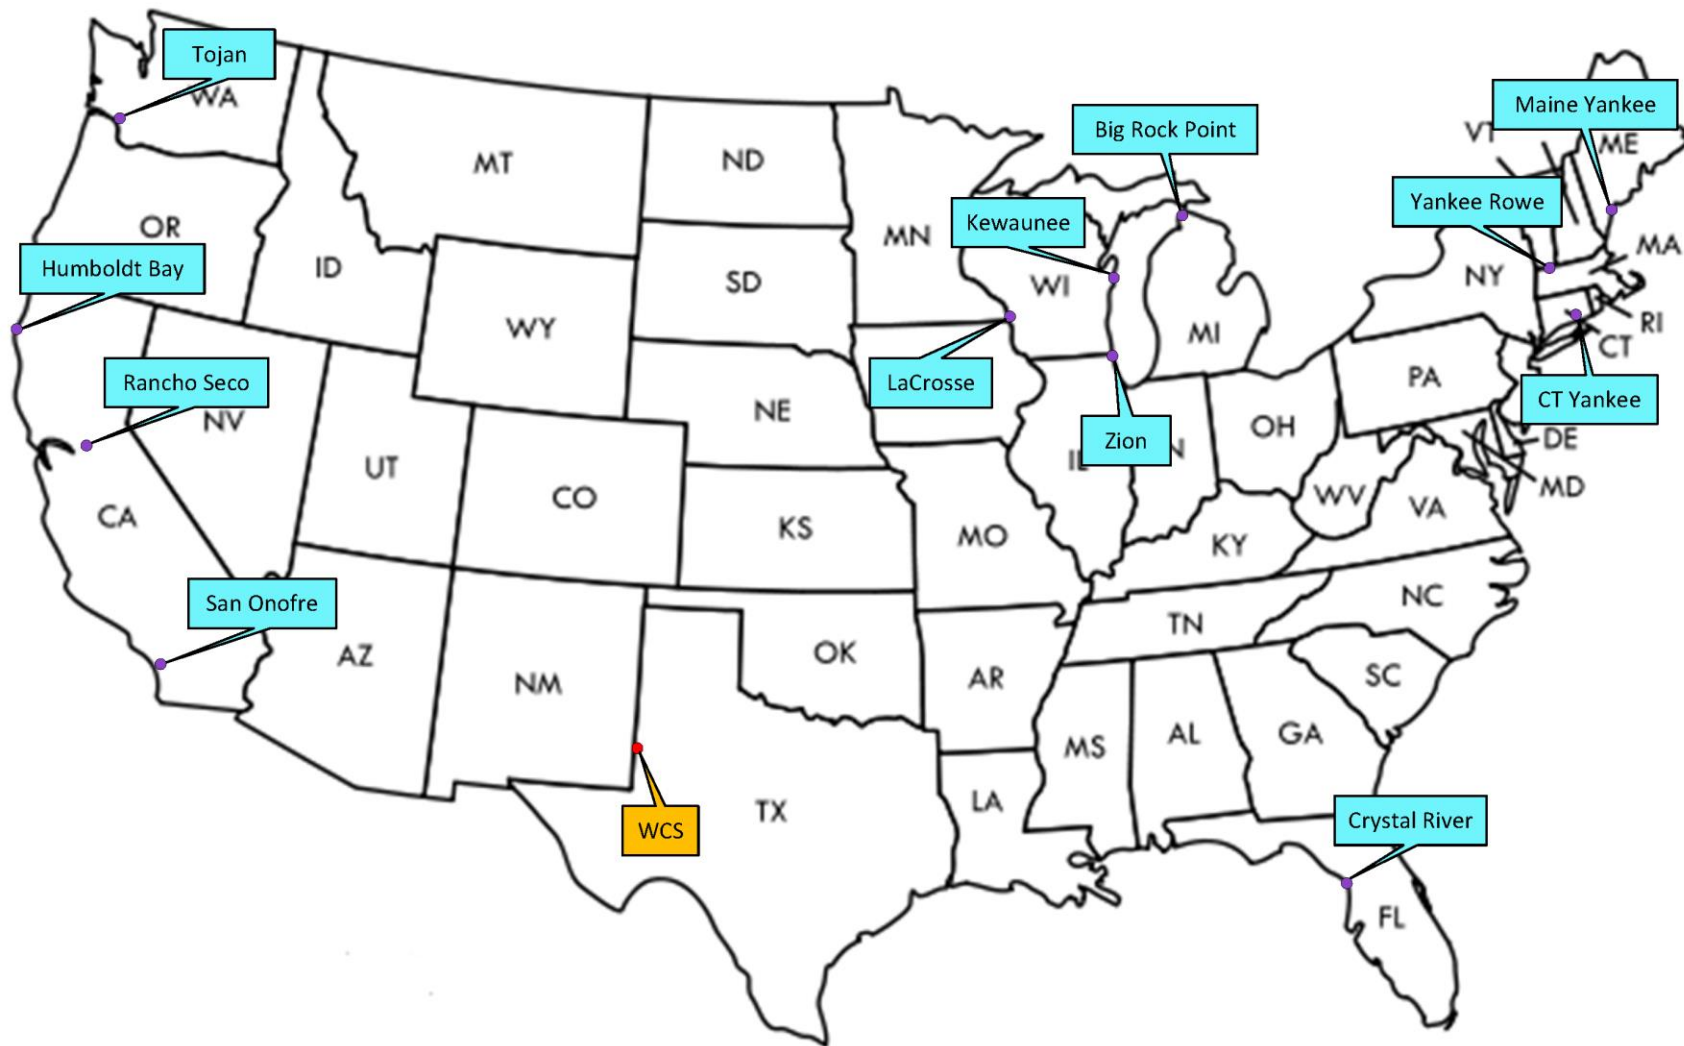 Tojan
WA
Maine Yankee
Big Rock Point
VT
ME
MT
ND
Yankee Rowe
Kewaunee
OR
MN
MA
Humboldt Bay
ID
NY
SD
WI
RI
WY
MI
CT
Rancho Seco
LaCrosse
PA
CT Yankee
NE
NV
OH
Zion
DE
IL
N
UT
MD
CO
WV
VA
CA
KS
MO
KY
San Onofre
NC
TN
AZ
OK
NM
AR
SC
MS
AL
GA
LA
TX
WCS
Crystal River
FL